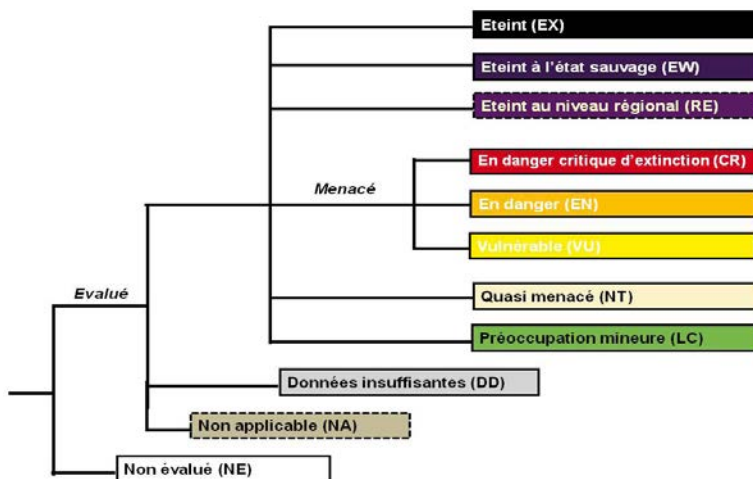 Eteint (EX)
Eteint à l'état sauvage (EW)
Eteint au niveau régional (RE)
En danger critique d'extinction (CR)
Menacé
En danger (EN)
Vulnérable (VU)
Evalué
Quasi menacé (NT)
Préoccupation mineure (LC)
Données insuffisantes (DD)
Non applicable (NA)
Non évalué (NE)